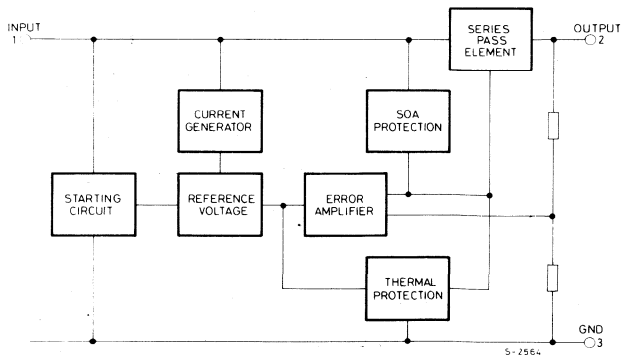 INPUT
1
SERIES
PASS
ELEMENT
OUTPUT
2
CURRENT
GENERATOR
SOA
PROTECTION
STARTING
CIRCUIT
REFERENCE
VOLTAGE
ERROR
AMPLIFIER
THERMAL
PROTECTION
GND
3
S-2564